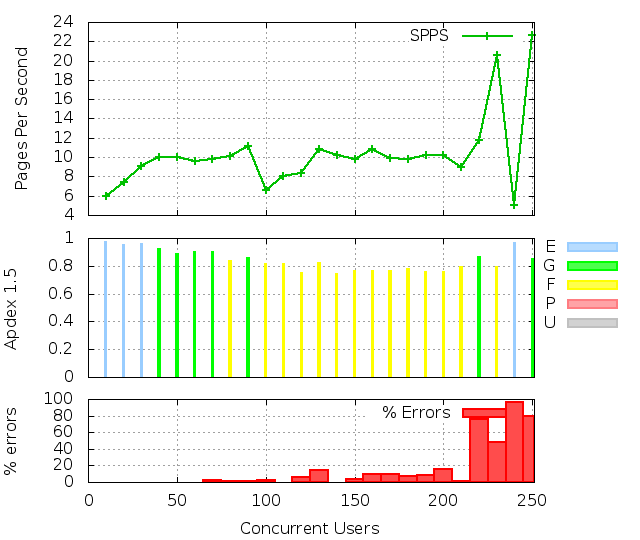 24
22
20
18
16
14
12
10
8
6
4
Pages Per Second
SPPS
1
0.8
0.6
0.4
0.2
0
Apdex 1.5
E
G
F
P
U
100
80
60
40
20
0
% errors
% Errors
0 50 100 150 200 250
Concurrent Users